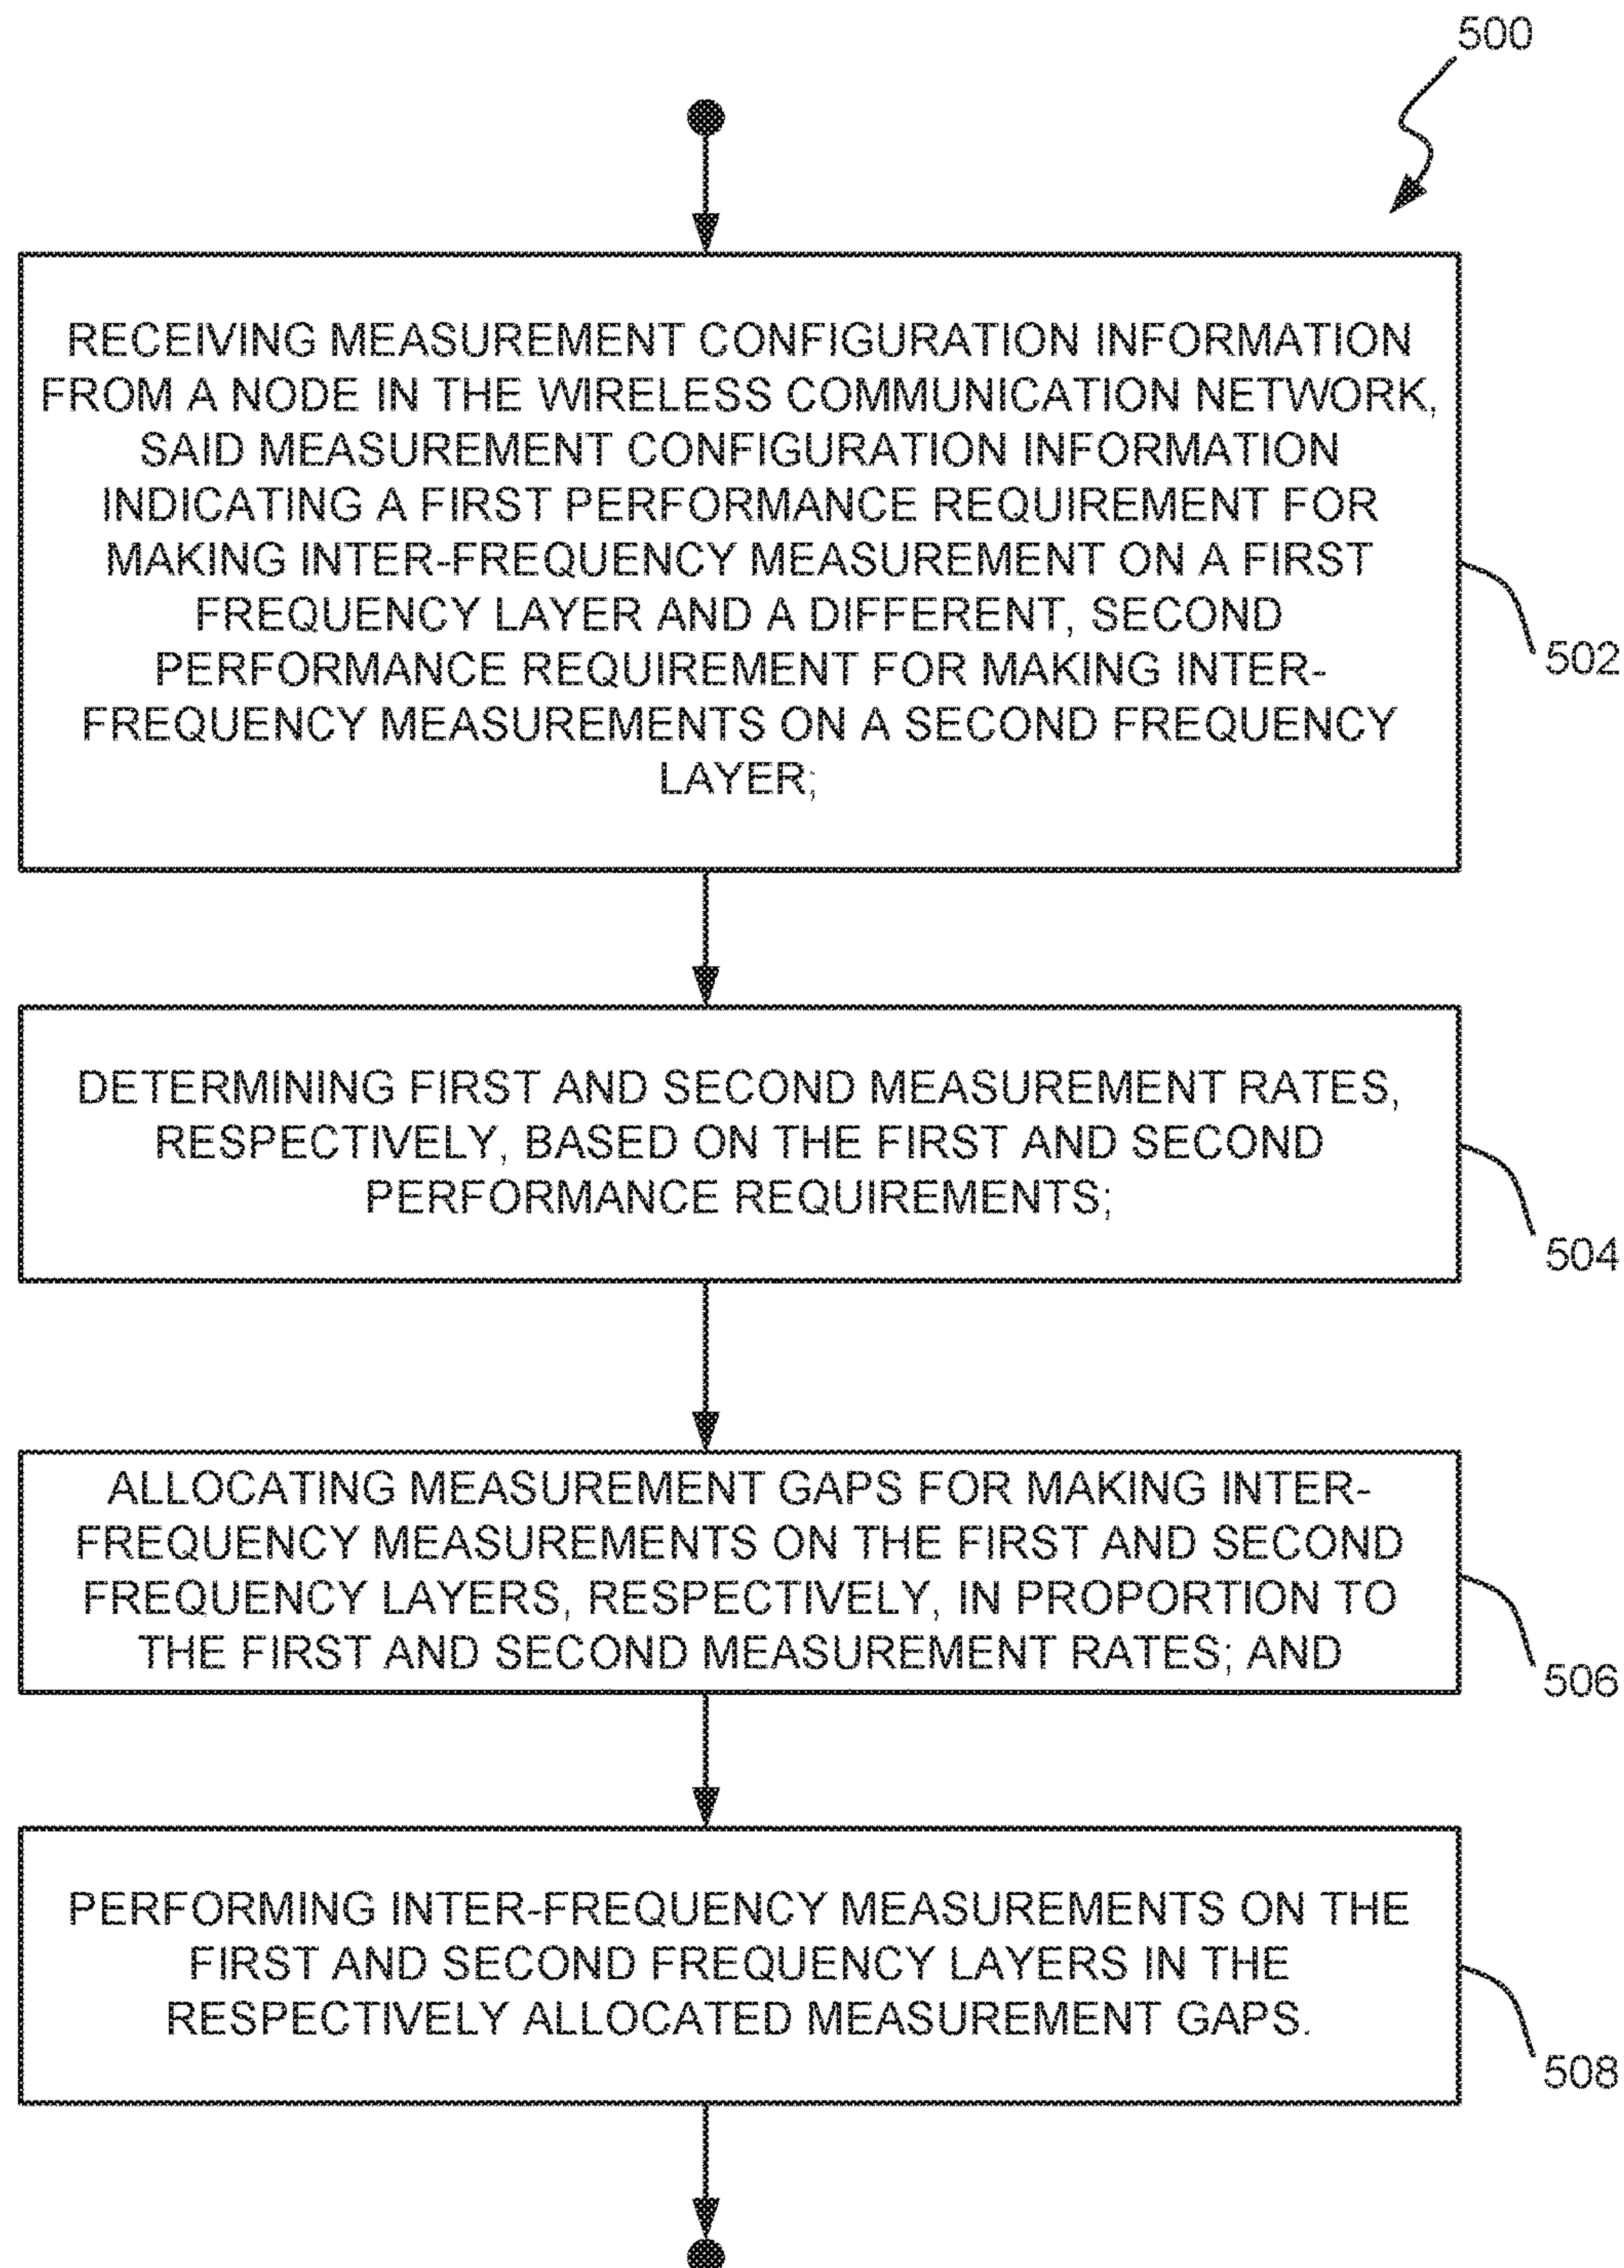 500
RECEIVING MEASUREMENT CONFIGURATION INFORMATION
FROM A NODE IN THE WIRELESS COMMUNICATION NETWORK,
SAID MEASUREMENT CONFIGURATION INFORMATION
INDICATING A FIRST PERFORMANCE REQUIREMENT FOR
MAKING INTER-FREQUENCY MEASUREMENT ON A FIRST
FREQUENCY LAYER AND A DIFFERENT, SECOND
PERFORMANCE REQUIREMENT FOR MAKING INTER-
FREQUENCY MEASUREMENTS ON A SECOND FREQUENCY
LAYER;
502
DETERMINING FIRST AND SECOND MEASUREMENT RATES,
RESPECTIVELY, BASED ON THE FIRST AND SECOND
PERFORMANCE REQUIREMENTS;
504
ALLOCATING MEASUREMENT GAPS FOR MAKING INTER-
FREQUENCY MEASUREMENTS ON THE FIRST AND SECOND
FREQUENCY LAYERS, RESPECTIVELY, IN PROPORTION TO
THE FIRST AND SECOND MEASUREMENT RATES; AND
506
PERFORMING INTER-FREQUENCY MEASUREMENTS ON THE
FIRST AND SECOND FREQUENCY LAYERS IN THE
RESPECTIVELY ALLOCATED MEASUREMENT GAPS.
508